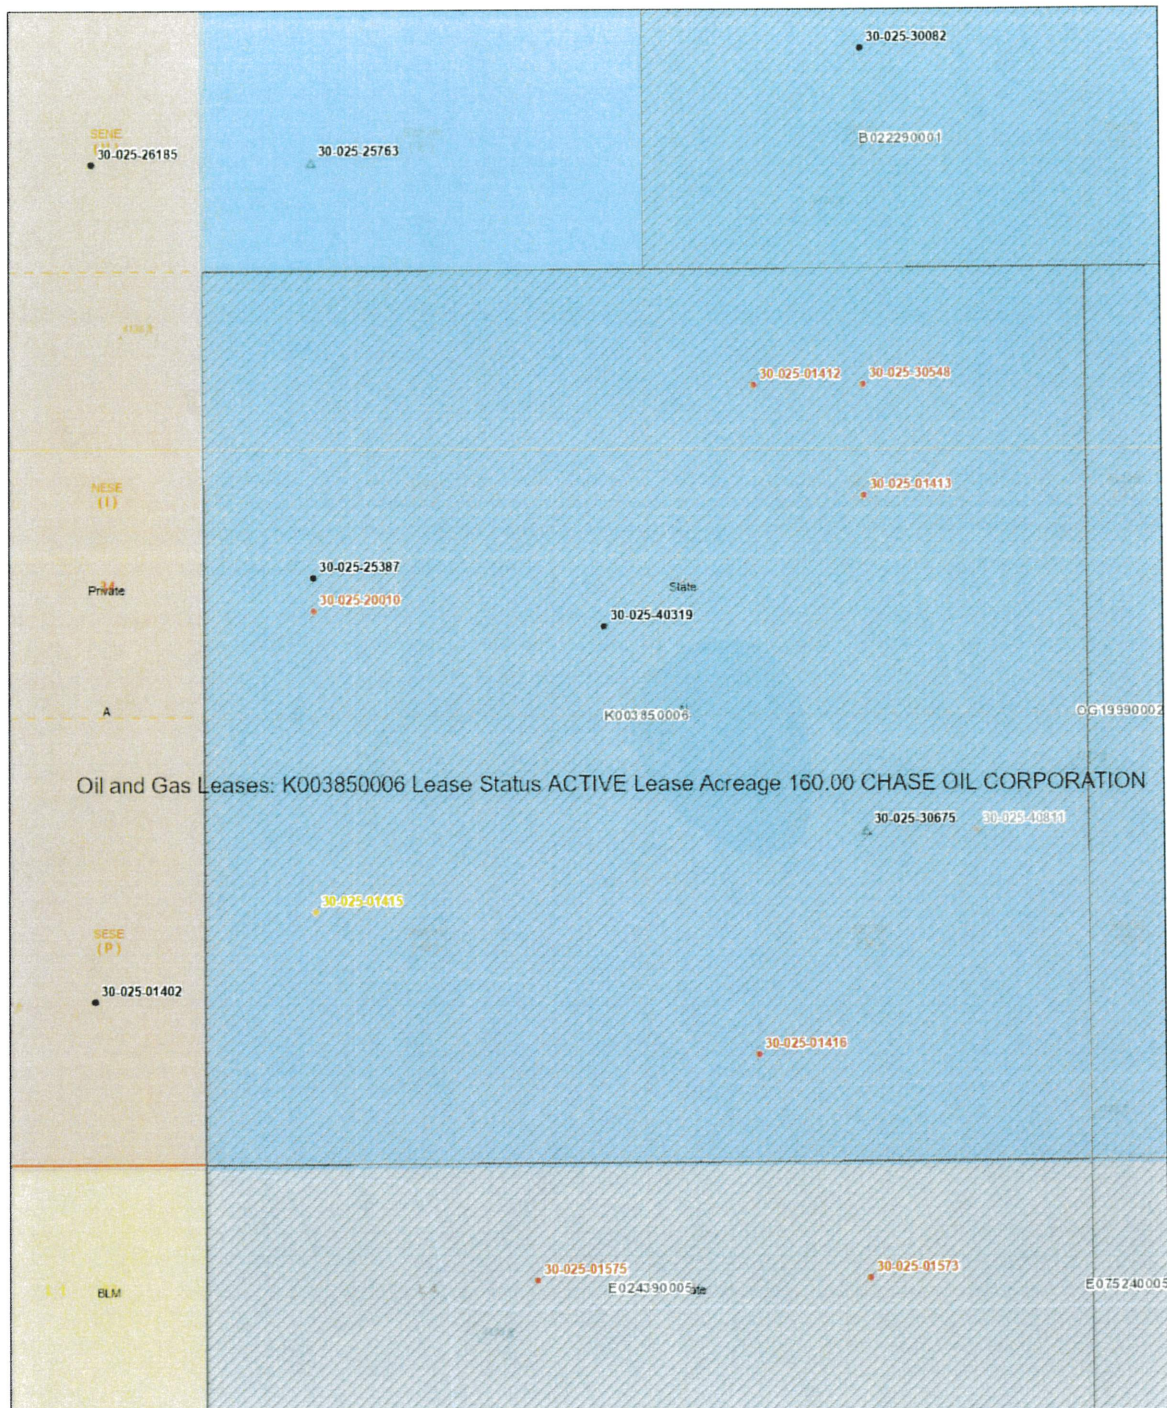 30-025-30082
B022290001
SENE
30-025-26185
30-025-25763
30-025-01412
30-025-30548
NESE
( I )
30-025-01413
30-025-25387
34
Private
State
30-025-20010
30-025-40319
A
K003850006
OG19990002
Oil and Gas Leases: K003850006 Lease Status ACTIVE Lease Acreage 160.00 CHASE OIL CORPORATION
30-025-30675
30-025-40811
30-025-01415
SESE
( P )
30-025-01402
30-025-01416
30-025-01575
30-025-01573
BLM
E024390005
E075240005